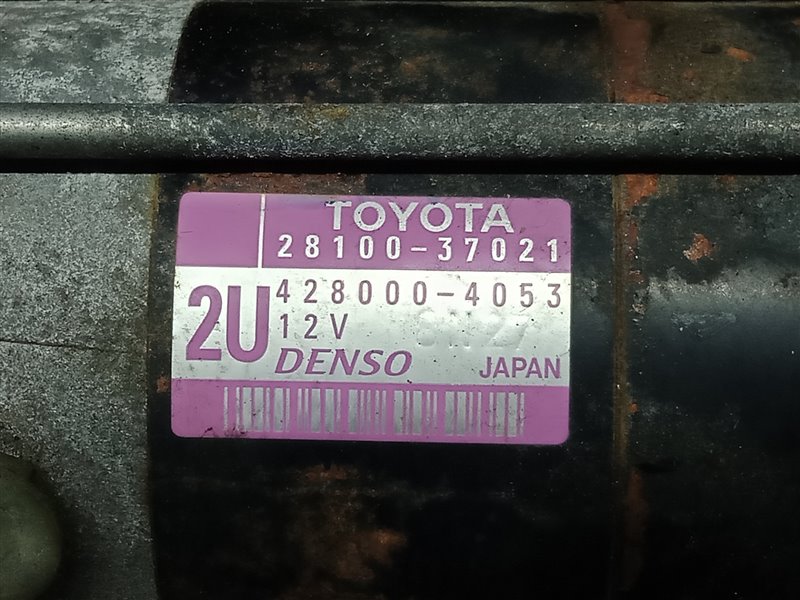 TOYOTA
28100-37021
2U
428000-4053
12V
DENSO JAPAN